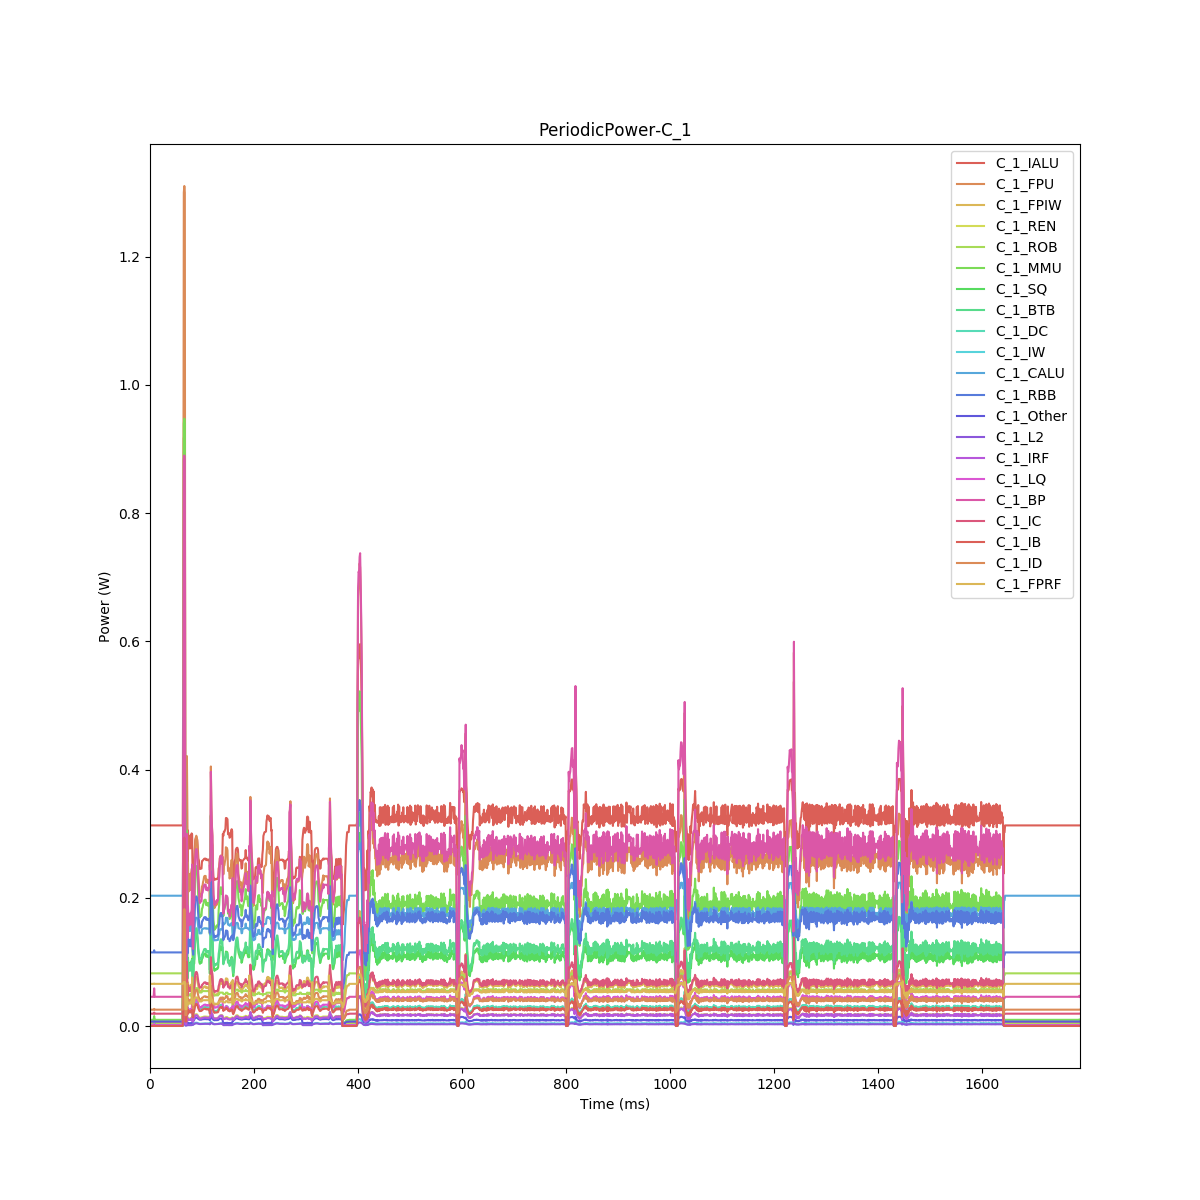 PeriodicPower-C_1
C_1_IALU
C_1_FPU
C_1_FPIW
C_1_REN
C_1_ROB
C_1_MMU
C_1_SQ
C_1_BTB
C_1_DC
C_1_IW
C_1_CALU
C_1_RBB
C_1_Other
C_1_L2
C_1_IRF
C_1_LQ
C_1_BP
C_1_IC
C_1_IB
C_1_ID
C_1_FPRF
1.2
1.0
0.8
0.6
0.4
0.2
0.0
Power (W)
0 200 400 600 800 1000 1200 1400 1600
Time (ms)